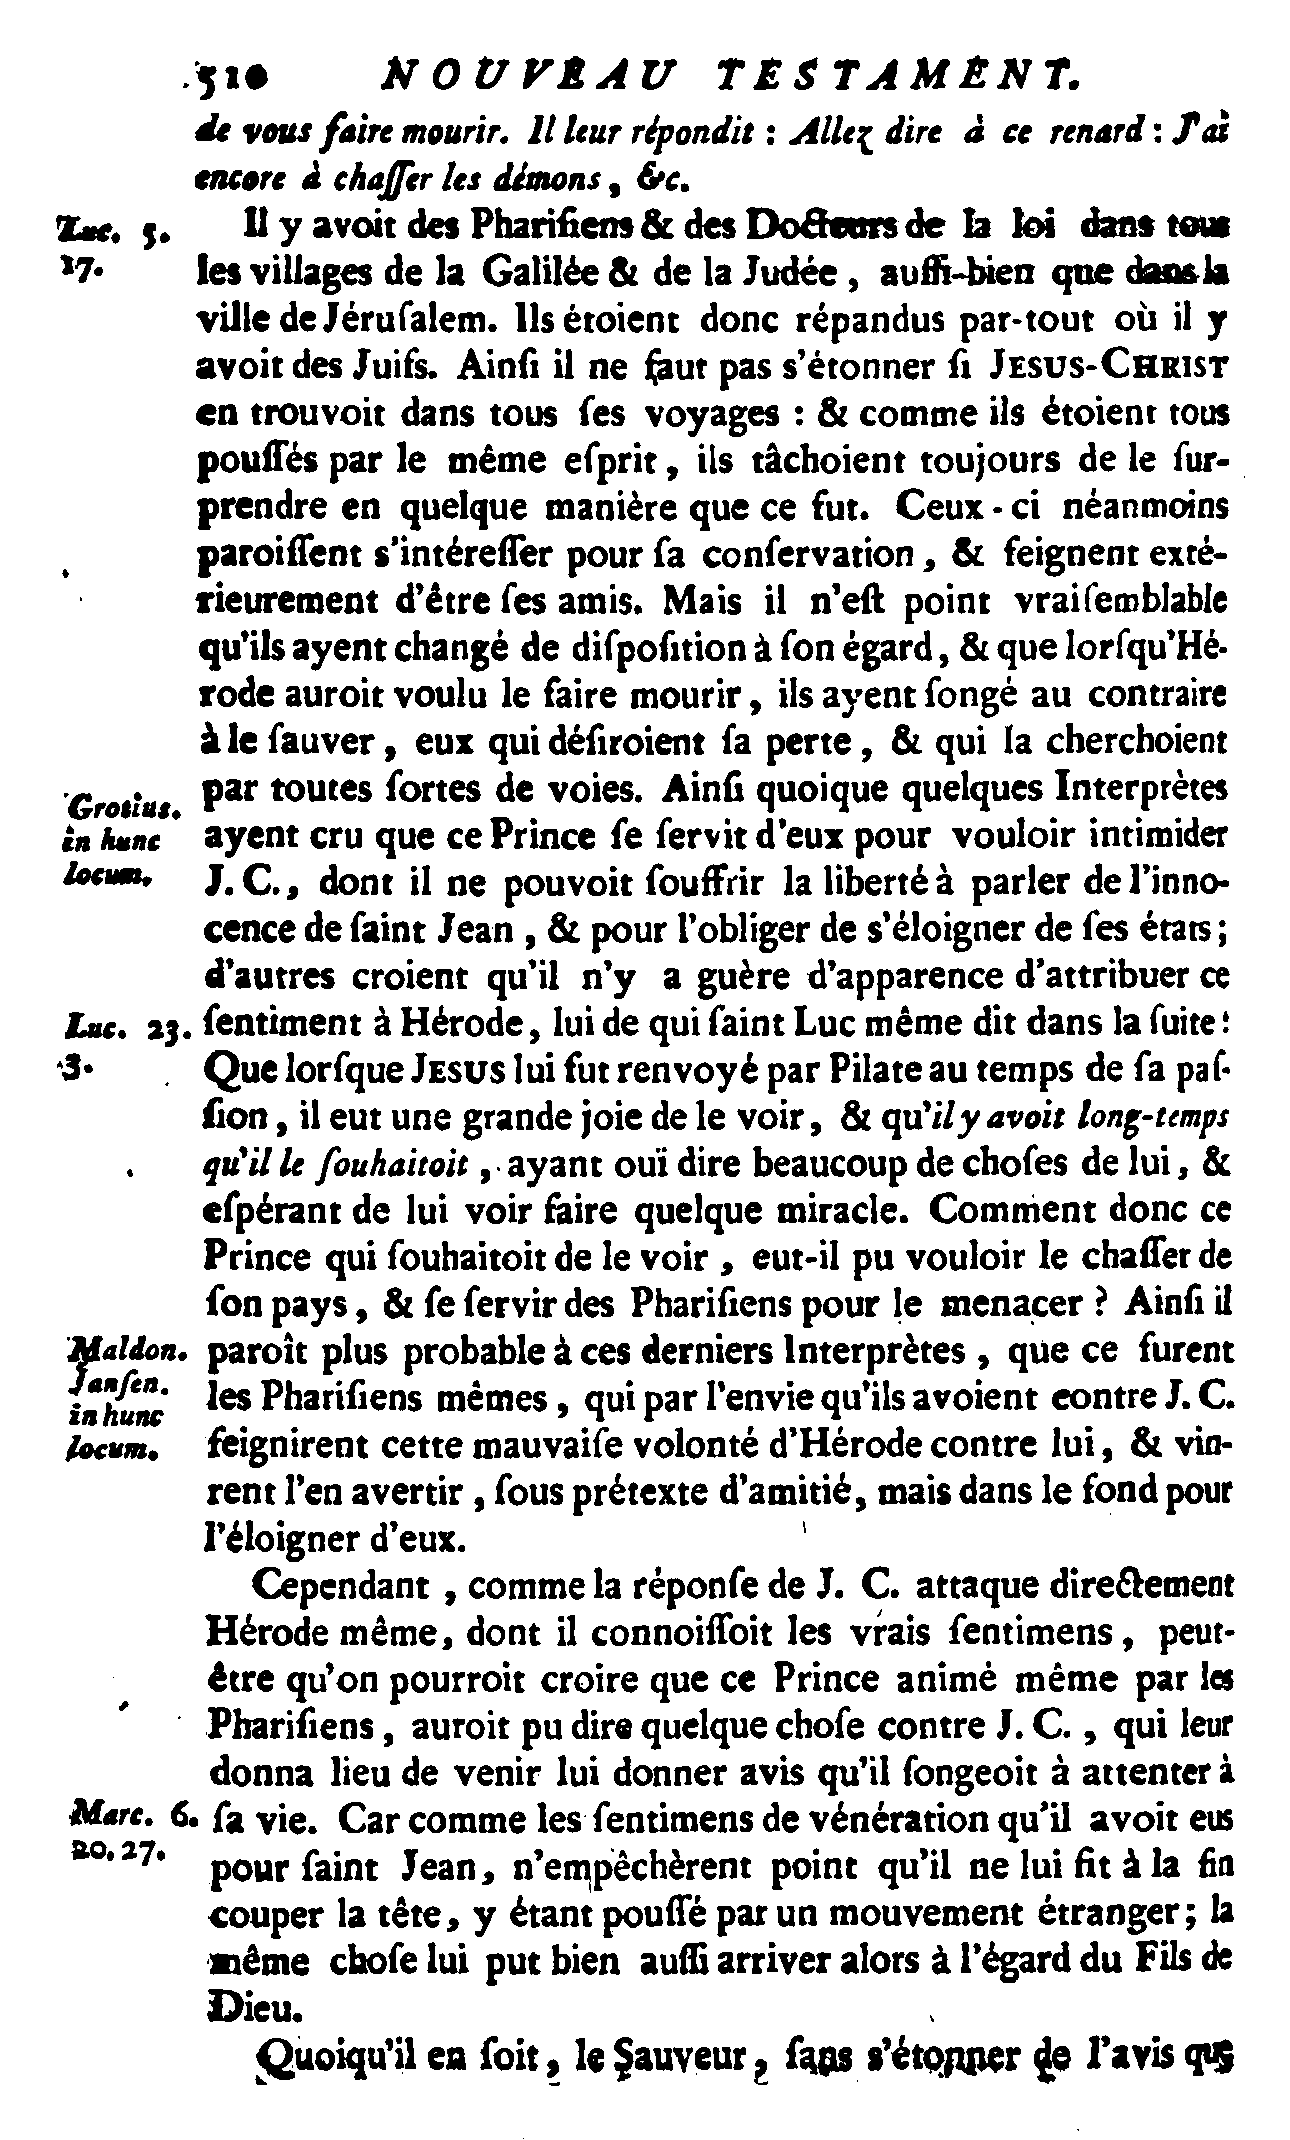 510 NOUVEAU TESTAMENT.
de vous faire mourir. Il leur répondit : Allez dire à ce renard : J'ai
encore à chaſſer les démons, &c.
Luc. 5. Il y avoit des Phariſiens & des Docteurs de la loi dans tous
17. les villages de la Galilée & de la Judée, auſſi-bien que dans la
ville de Jéruſalem. Ils étoient donc répandus par-tout où il y
avoit des Juifs. Ainſi il ne faut pas s'étonner ſi JESUS-CHRIST
en trouvoit dans tous ſes voyages : & comme ils étoient tous
pouſſés par le même eſprit, ils tâchoient toujours de le ſur-
prendre en quelque manière que ce fut. Ceux-ci néanmoins
paroiſſent s'intéreſſer pour ſa conſervation, & feignent exté-
rieurement d'être ſes amis. Mais il n'eſt point vraiſemblable
qu'ils ayent changé de diſpoſition à ſon égard, & que lorſqu'Hé-
rode auroit voulu le faire mourir, ils ayent ſongé au contraire
à le ſauver, eux qui déſiroient ſa perte, & qui la cherchoient
par toutes ſortes de voies. Ainſi quoique quelques Interprètes
Grotius. in hunc locum.
ayent cru que ce Prince ſe ſervit d'eux pour vouloir intimider
J. C., dont il ne pouvoit ſouffrir la liberté à parler de l'inno-
cence de ſaint Jean, & pour l'obliger de s'éloigner de ſes états;
d'autres croient qu'il n'y a guère d'apparence d'attribuer ce
Luc. 23. ſentiment à Hérode, lui de qui ſaint Luc même dit dans la ſuite:
3. Que lorſque JESUS lui fut renvoyé par Pilate au temps de ſa paſ-
ſion, il eut une grande joie de le voir, & qu'il y avoit long-temps
qu'il le ſouhaitoit, ayant ouï dire beaucoup de choſes de lui, &
eſpérant de lui voir faire quelque miracle. Comment donc ce
Prince qui ſouhaitoit de le voir, eut-il pu vouloir le chaſſer de
ſon pays, & ſe ſervir des Phariſiens pour le menacer ? Ainſi il
Maldon. paroît plus probable à ces derniers Interprètes, que ce furent
Janſen. les Phariſiens mêmes, qui par l'envie qu'ils avoient contre J. C.
in hunc
locum. feignirent cette mauvaiſe volonté d'Hérode contre lui, & vin-
rent l'en avertir, ſous prétexte d'amitié, mais dans le fond pour
l'éloigner d'eux.
Cependant, comme la réponſe de J. C. attaque directement
Hérode même, dont il connoiſſoit les vrais ſentimens, peut-
être qu'on pourroit croire que ce Prince animé même par les
Phariſiens, auroit pu dire quelque choſe contre J. C., qui leur
donna lieu de venir lui donner avis qu'il ſongeoit à attenter à
Marc. 6. ſa vie. Car comme les ſentimens de vénération qu'il avoit eus
20. 27. pour ſaint Jean, n'empêchèrent point qu'il ne lui fit à la fin
couper la tête, y étant pouſſé par un mouvement étranger; la
même choſe lui put bien auſſi arriver alors à l'égard du Fils de
Dieu.
Quoiqu'il en ſoit, le Sauveur, ſans s'étonner de l'avis que